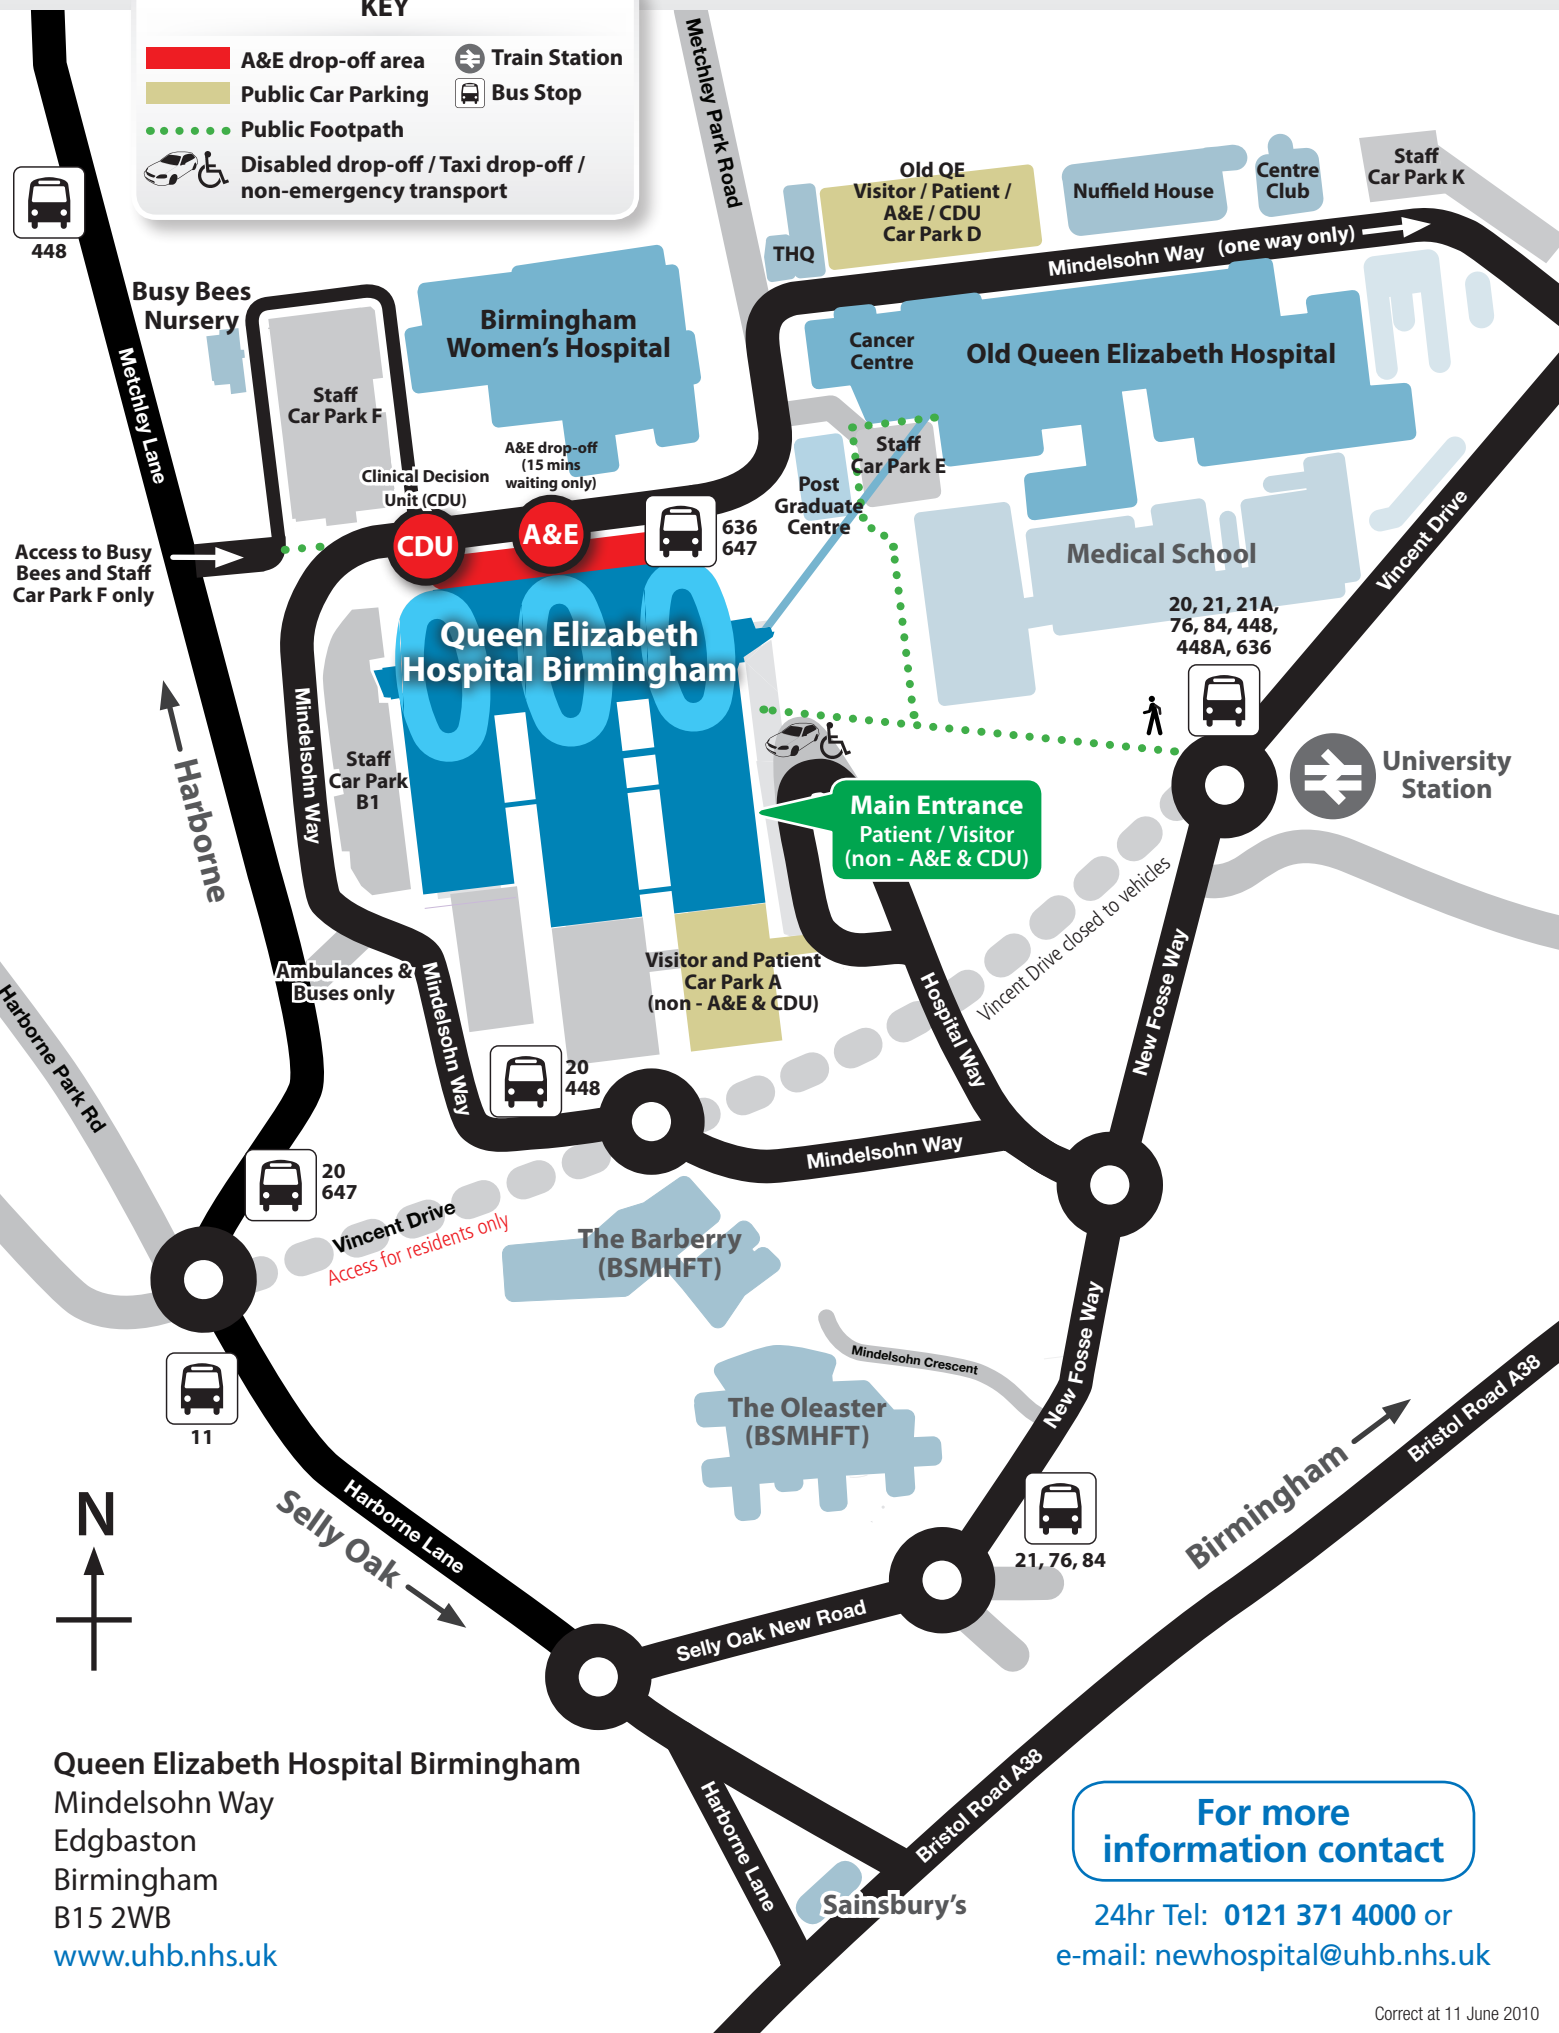 KEY
A&E drop-off area
Train Station
Public Car Parking
Bus Stop
Public Footpath
Disabled drop-off / Taxi drop-off /
non-emergency transport
Metchley Park Road
448
Old QE
Visitor / Patient /
A&E / CDU
Car Park D
Nuffield House
Centre
Club
Staff
Car Park K
THQ
Mindelsohn Way (one way only)
Busy Bees
Nursery
Birmingham
Women's Hospital
Cancer
Centre
Old Queen Elizabeth Hospital
Metchley Lane
Staff
Car Park F
A&E drop-off
(15 mins
waiting only)
Clinical Decision
Unit (CDU)
Staff
Car Park E
Post
Graduate
Centre
CDU
A&E
636
647
Access to Busy
Bees and Staff
Car Park F only
Medical School
Vincent Drive
20, 21, 21A,
76, 84, 448,
448A, 636
Queen Elizabeth
Hospital Birmingham
Mindelsohn Way
Harborne
Staff
Car Park
B1
University
Station
Main Entrance
Patient / Visitor
(non - A&E & CDU)
Vincent Drive closed to vehicles
New Fosse Way
Ambulances &
Buses only
Mindelsohn Way
Visitor and Patient
Car Park A
(non - A&E & CDU)
Hospital Way
Harborne Park Rd
20
448
Mindelsohn Way
20
647
Vincent Drive
Access for residents only
The Barberry
(BSMHFT)
New Fosse Way
Mindelsohn Crescent
The Oleaster
(BSMHFT)
11
Bristol Road A38
Birmingham
N
Selly Oak
Harborne Lane
21, 76, 84
Selly Oak New Road
Harborne Lane
Bristol Road A38
Sainsbury's
Queen Elizabeth Hospital Birmingham
Mindelsohn Way
Edgbaston
Birmingham
B15 2WB
www.uhb.nhs.uk
For more
information contact
24hr Tel: 0121 371 4000 or
e-mail: newhospital@uhb.nhs.uk
Correct at 11 June 2010